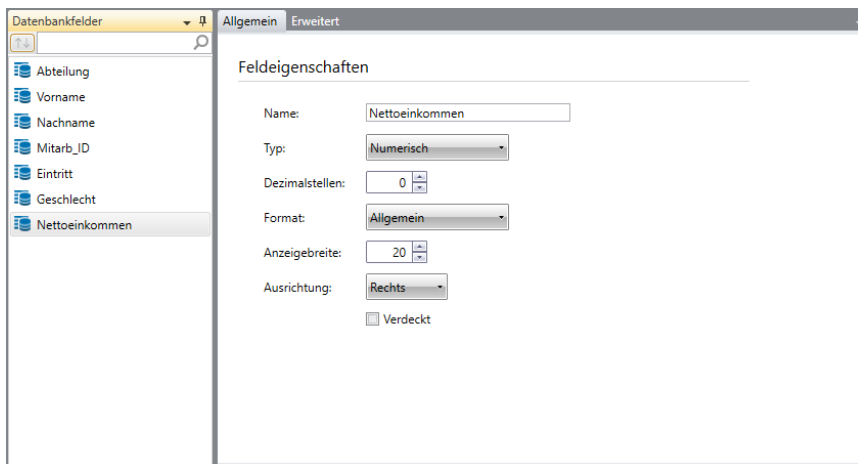 Datenbankfelder
Allgemein Erweitert
Abteilung
Vorname
Nachname
Mitarb_ID
Eintritt
Geschlecht
Nettoeinkommen
Feldeigenschaften
Name: Nettoeinkommen
Typ: Numerisch
Dezimalstellen: 0
Format: Allgemein
Anzeigebreite: 20
Ausrichtung: Rechts
Verdeckt